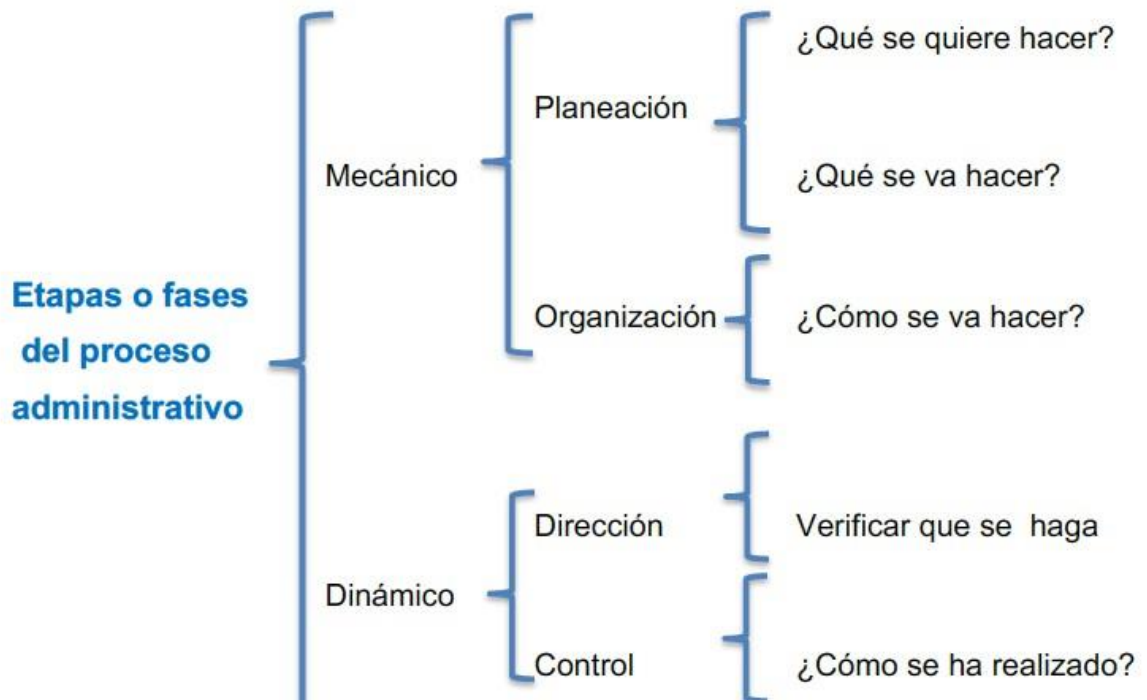 Etapas o fases
del proceso
administrativo
Mecánico
Planeación
¿Qué se quiere hacer?
¿Qué se va hacer?
Organización
¿Cómo se va hacer?
Dinámico
Dirección
Verificar que se haga
Control
¿Cómo se ha realizado?